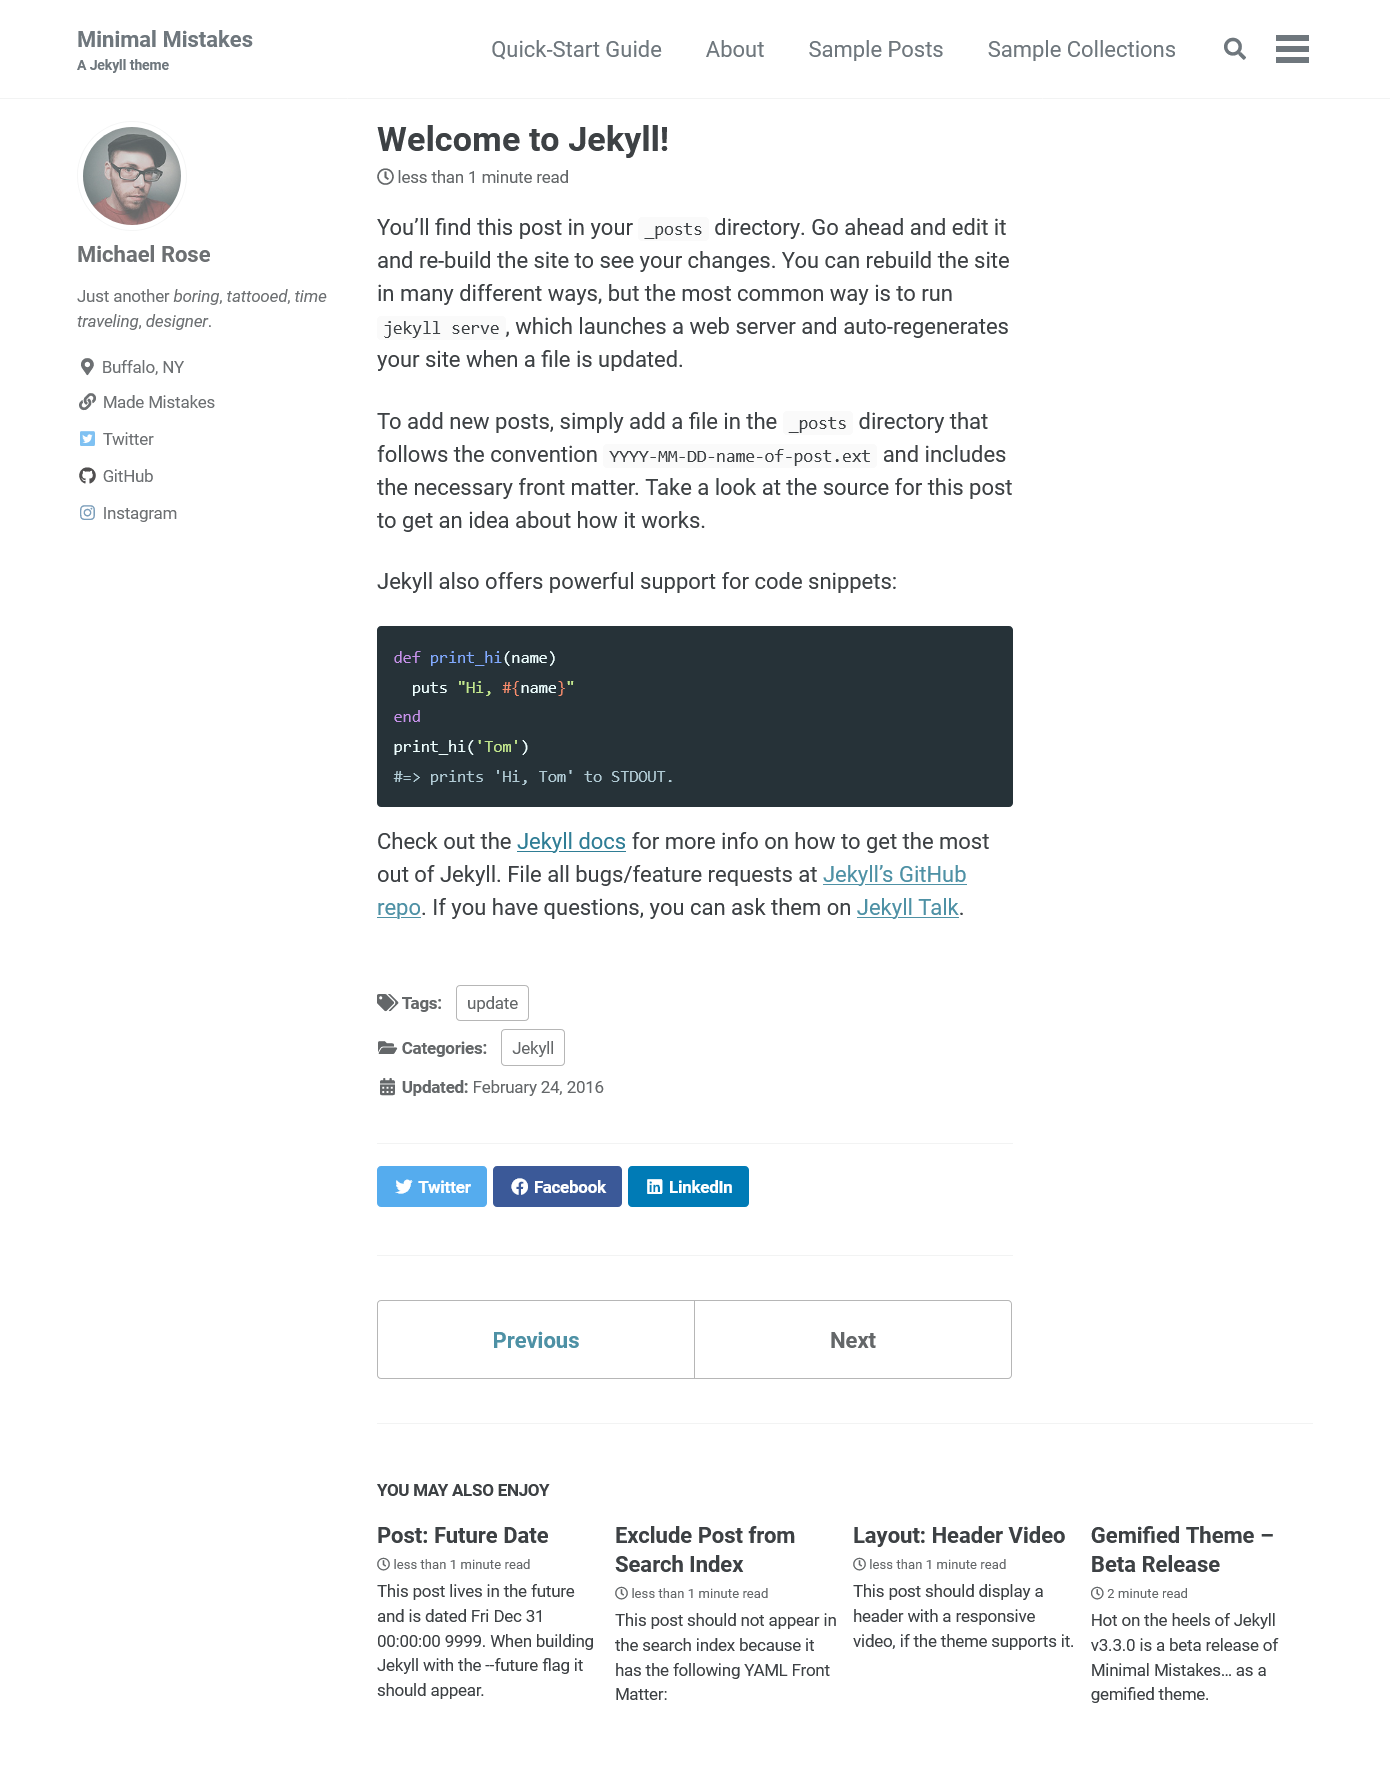 Minimal Mistakes
A Jekyll theme
Quick-Start Guide About Sample Posts Sample Collections
Michael Rose
Just another boring, tattooed, time
traveling, designer.
Buffalo, NY
Made Mistakes
Twitter
GitHub
Instagram
Welcome to Jekyll!
less than 1 minute read
You’ll find this post in your _posts directory. Go ahead and edit it
and re-build the site to see your changes. You can rebuild the site
in many different ways, but the most common way is to run
jekyll serve, which launches a web server and auto-regenerates
your site when a file is updated.
To add new posts, simply add a file in the _posts directory that
follows the convention YYYY-MM-DD-name-of-post.ext and includes
the necessary front matter. Take a look at the source for this post
to get an idea about how it works.
Jekyll also offers powerful support for code snippets:
def print_hi(name)
  puts "Hi, #{name}"
end
print_hi('Tom')
#=> prints 'Hi, Tom' to STDOUT.
Check out the Jekyll docs for more info on how to get the most
out of Jekyll. File all bugs/feature requests at Jekyll’s GitHub
repo. If you have questions, you can ask them on Jekyll Talk.
Tags: update
Categories: Jekyll
Updated: February 24, 2016
Twitter Facebook LinkedIn
Previous Next
YOU MAY ALSO ENJOY
Post: Future Date
less than 1 minute read
This post lives in the future
and is dated Fri Dec 31
00:00:00 9999. When building
Jekyll with the --future flag it
should appear.
Exclude Post from
Search Index
less than 1 minute read
This post should not appear in
the search index because it
has the following YAML Front
Matter:
Layout: Header Video
less than 1 minute read
This post should display a
header with a responsive
video, if the theme supports it.
Gemified Theme –
Beta Release
2 minute read
Hot on the heels of Jekyll
v3.3.0 is a beta release of
Minimal Mistakes… as a
gemified theme.